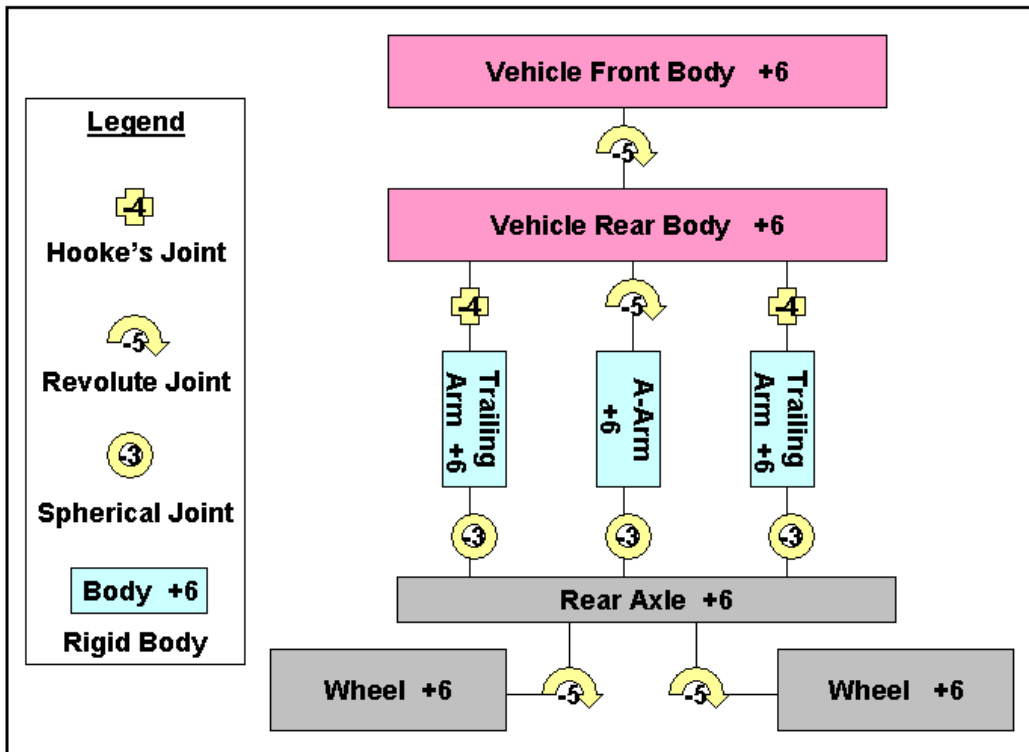 Vehicle Front Body +6
-5
Legend
-4
Hooke's Joint
-5
Revolute Joint
-3
Spherical Joint
Body +6
Rigid Body
Vehicle Rear Body +6
-4
-5
-4
Trailing
Arm +6
A-Arm
+6
Trailing
Arm +6
-3
-3
-3
Rear Axle +6
Wheel +6
-5
-5
Wheel +6